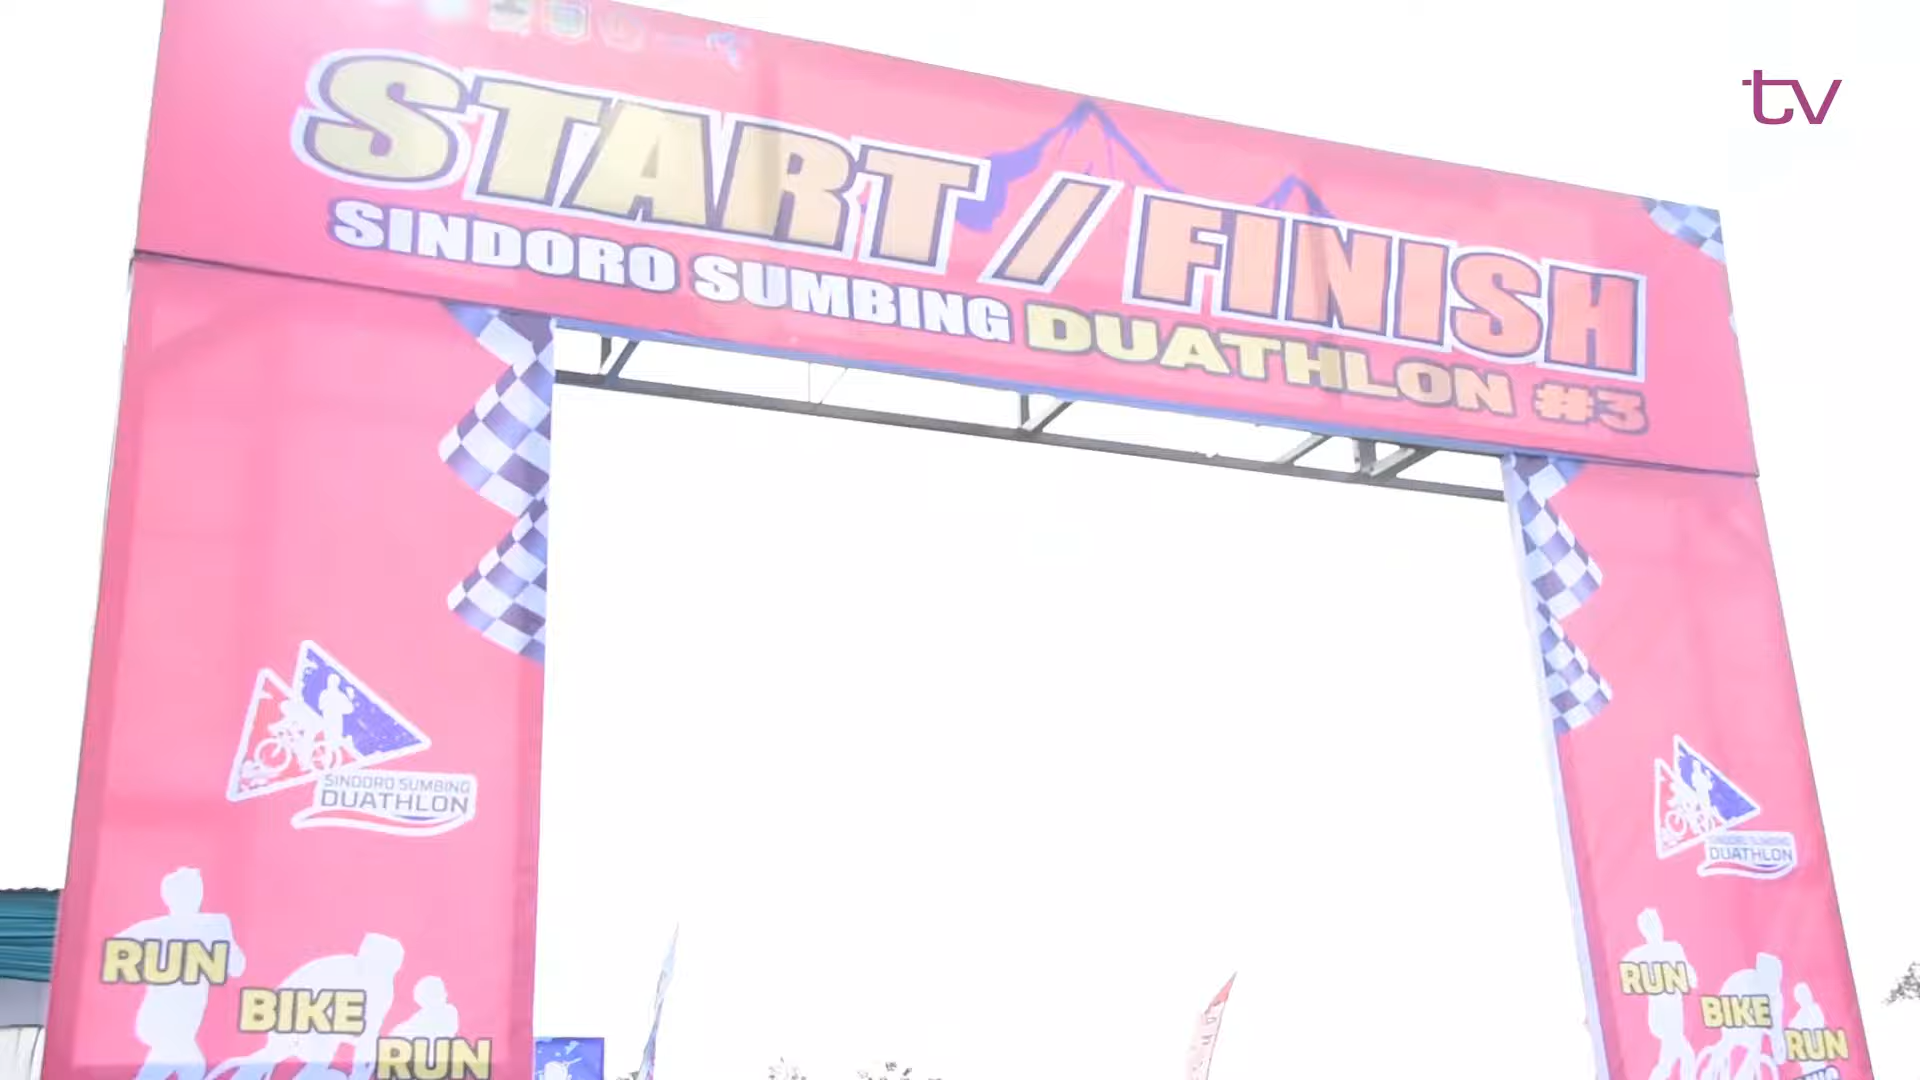 tv
START / FINISH
SINDORO SUMBING DUATHLON #3
SINDORO SUMBING
DUATHLON
SINDORO SUMBING
DUATHLON
RUN
BIKE
RUN
RUN
BIKE
RUN